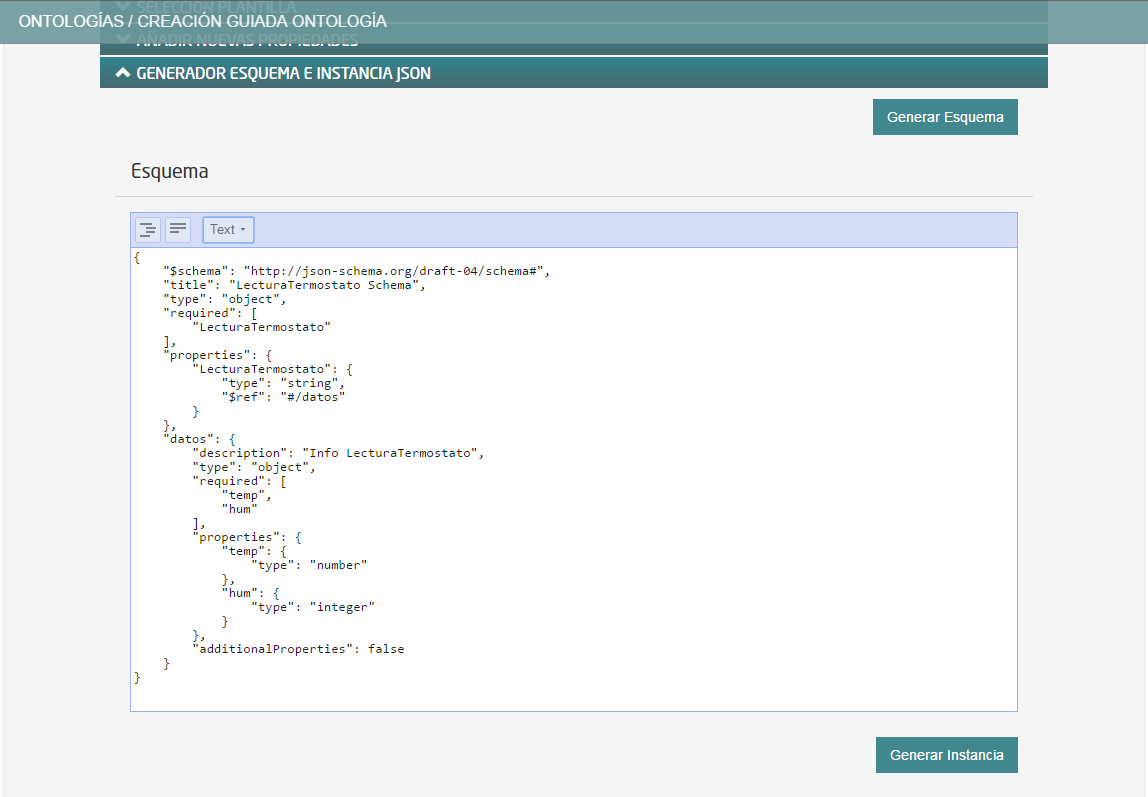 SELECCIÓN PLANTILLA
ONTOLOGÍAS / CREACIÓN GUIADA ONTOLOGÍA
AÑADIR NUEVAS PROPIEDADES
GENERADOR ESQUEMA E INSTANCIA JSON
Generar Esquema
Esquema
Text
{
    "$schema": "http://json-schema.org/draft-04/schema#",
    "title": "LecturaTermostato Schema",
    "type": "object",
    "required": [
        "LecturaTermostato"
    ],
    "properties": {
        "LecturaTermostato": {
            "type": "string",
            "$ref": "#/datos"
        }
    },
    "datos": {
        "description": "Info LecturaTermostato",
        "type": "object",
        "required": [
            "temp",
            "hum"
        ],
        "properties": {
            "temp": {
                "type": "number"
            },
            "hum": {
                "type": "integer"
            }
        },
        "additionalProperties": false
    }
}
Generar Instancia